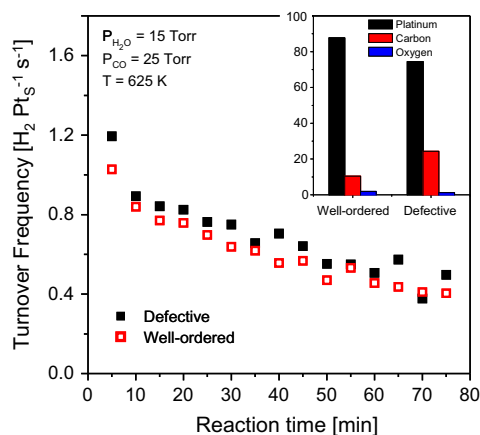 P_H₂O = 15 Torr
P_CO = 25 Torr
T = 625 K
Turnover Frequency [H₂ Pt_S⁻¹ s⁻¹]
1.6
1.2
0.8
0.4
0.0
Defective
Well-ordered
0 10 20 30 40 50 60 70 80
Reaction time [min]
100
80
60
40
20
0
Platinum
Carbon
Oxygen
Well-ordered Defective